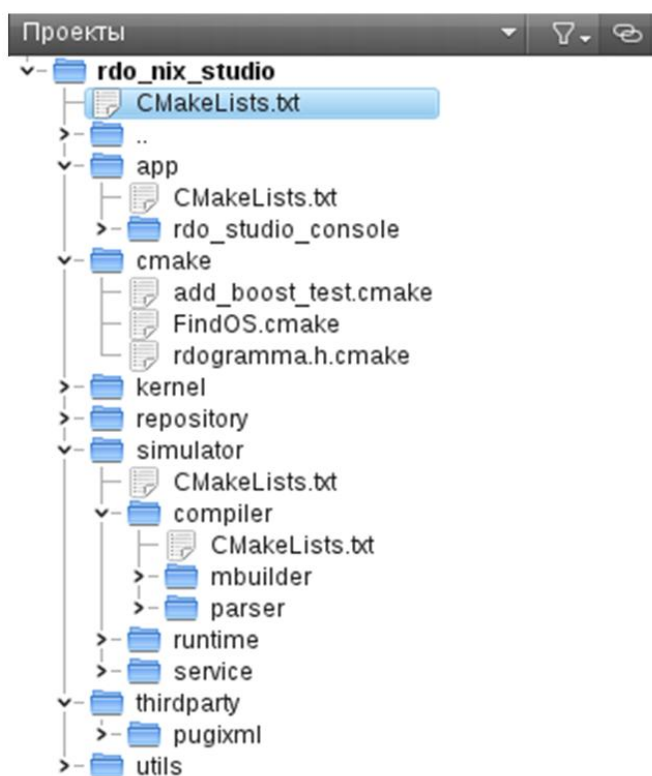 Проекты
rdo_nix_studio
CMakeLists.txt
..
app
CMakeLists.txt
rdo_studio_console
cmake
add_boost_test.cmake
FindOS.cmake
rdogramma.h.cmake
kernel
repository
simulator
CMakeLists.txt
compiler
CMakeLists.txt
mbuilder
parser
runtime
service
thirdparty
pugixml
utils